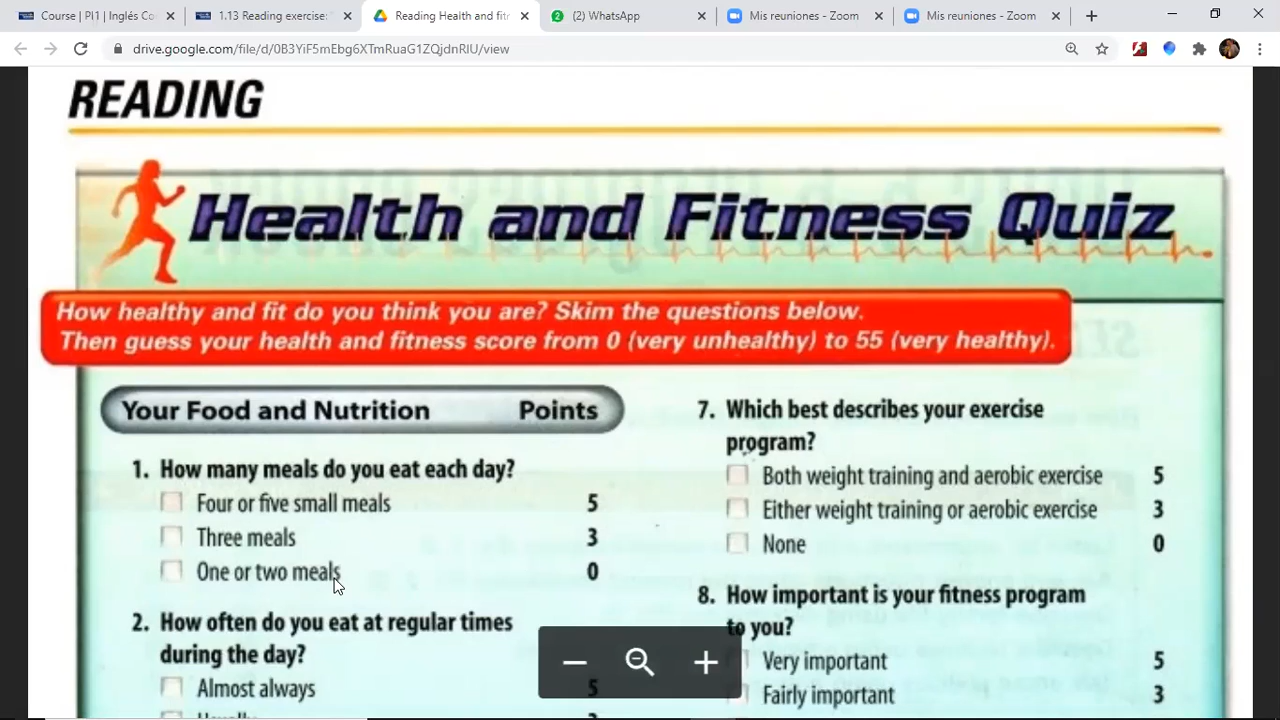 Course | PI1 | Inglés Co
1.13 Reading exercise:
Reading Health and fit
(2) WhatsApp
Mis reuniones - Zoom
Mis reuniones - Zoom
READING
Health and Fitness Quiz
How healthy and fit do you think you are? Skim the questions below.
Then guess your health and fitness score from 0 (very unhealthy) to 55 (very healthy).
Your Food and Nutrition Points
1. How many meals do you eat each day?
Four or five small meals 5
Three meals 3
One or two meals 0
2. How often do you eat at regular times
during the day?
Almost always 5
7. Which best describes your exercise
program?
Both weight training and aerobic exercise 5
Either weight training or aerobic exercise 3
None 0
8. How important is your fitness program
to you?
Very important 5
Fairly important 3